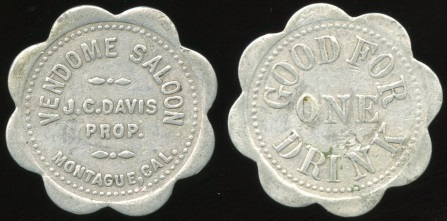 VENDOME SALOON
J.C. DAVIS
PROP.
MONTAGUE, CAL.
GOOD FOR
ONE
DRINK